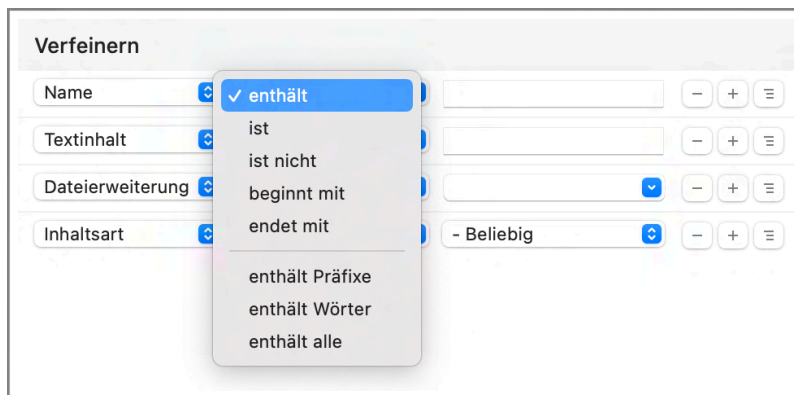 Verfeinern
Name
enthält
Textinhalt
ist
ist nicht
Dateierweiterung
beginnt mit
endet mit
Inhaltsart
- Beliebig
enthält Präfixe
enthält Wörter
enthält alle